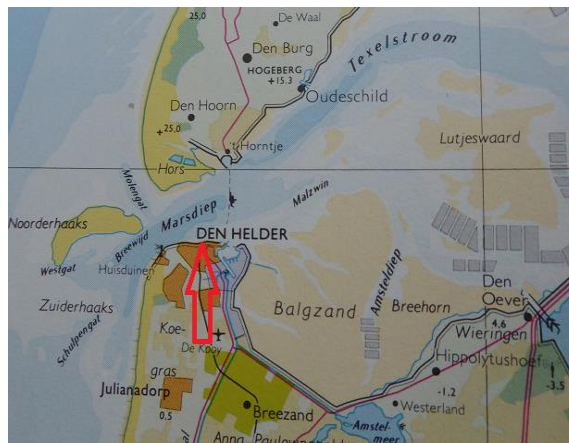 25,0
De Waal
Den Burg
HOGEBERG
+15.3
Texelstroom
Oudeschild
Den Hoorn
+25,0
't Horntje
Lutjeswaard
Hors
Molengat
Malzwin
Marsdiep
Noorderhaaks
Breewijd
DEN HELDER
Westgat
Huisduinen
Zuiderhaaks
Schulpengat
Balgzand
Amsteldiep
Breehorn
Den
Oever
4,6
Wieringen
Koe-
De Kooy
Hippolytushoef
gras
-1.2
-3.5
Julianadorp
0.5
Breezand
Westerland
Amstel-
meer
Anna Paulowna